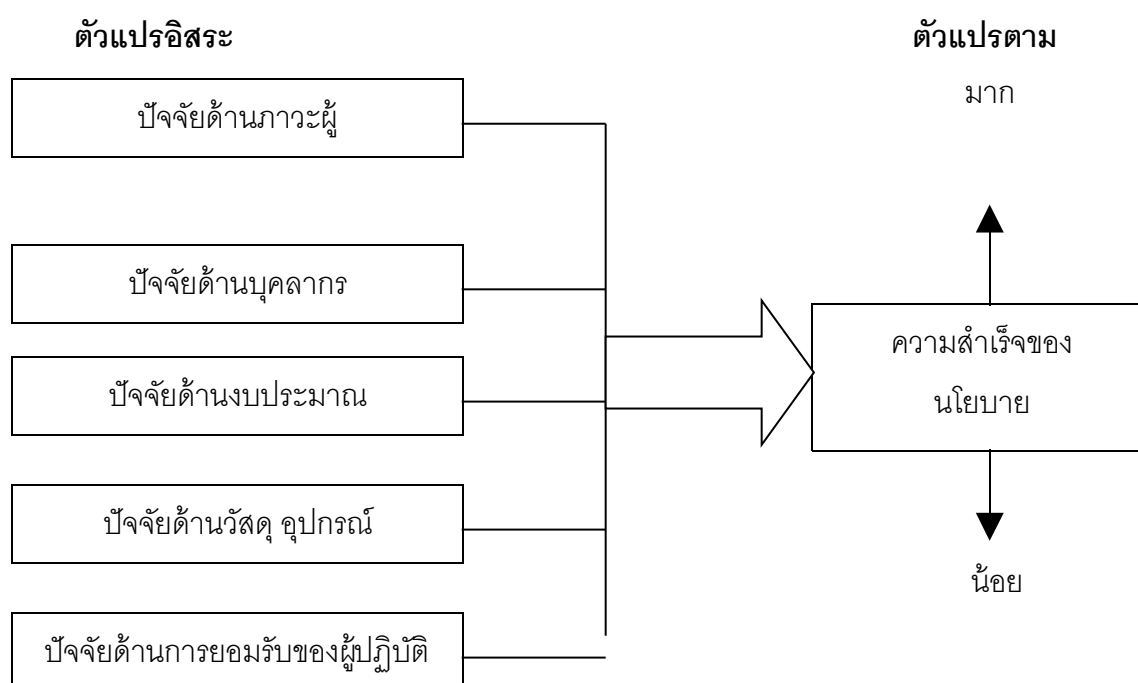 ตัวแปรอิสระ
ตัวแปรตาม
มาก
ปัจจัยด้านภาวะผู้
ปัจจัยด้านบุคลากร
ปัจจัยด้านงบประมาณ
ปัจจัยด้านวัสดุ อุปกรณ์
ปัจจัยด้านการยอมรับของผู้ปฏิบัติ
ความสำเร็จของ
นโยบาย
น้อย